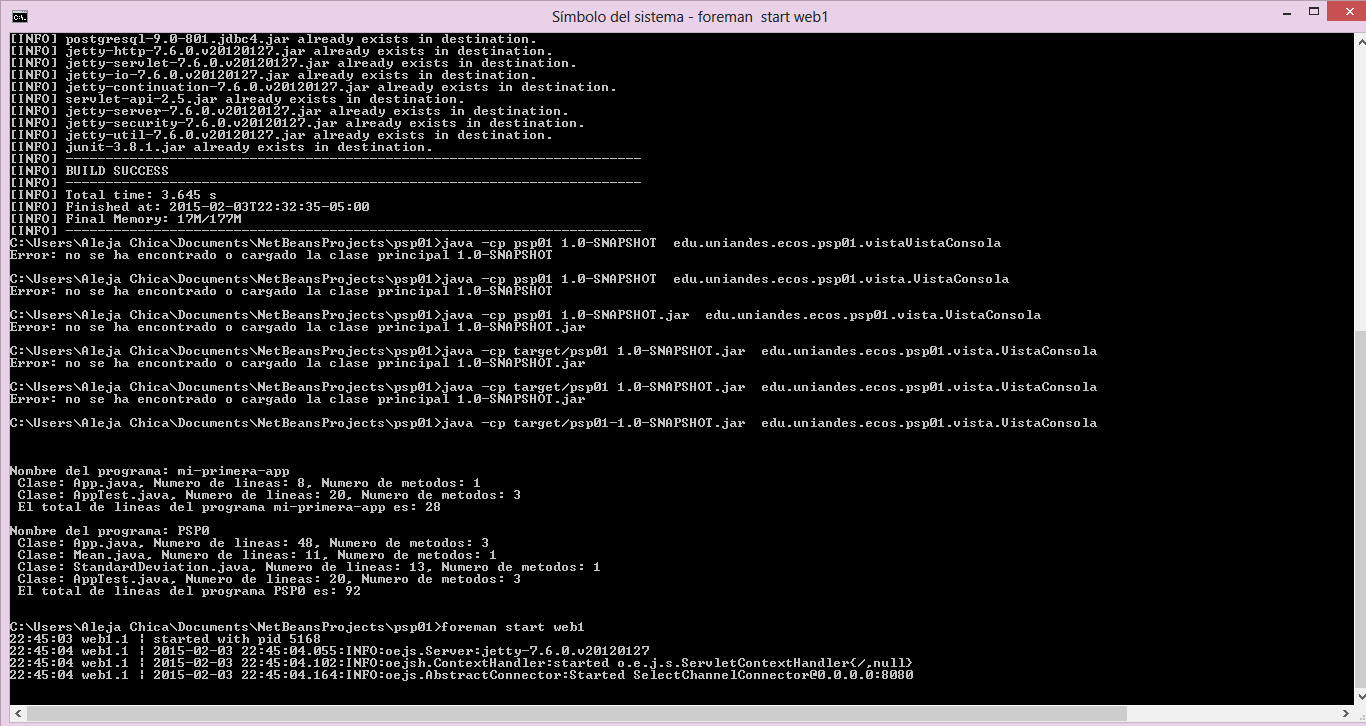 Símbolo del sistema - foreman  start web1
[INFO] postgresql-9.0-801.jdbc4.jar already exists in destination.
[INFO] jetty-http-7.6.0.v20120127.jar already exists in destination.
[INFO] jetty-servlet-7.6.0.v20120127.jar already exists in destination.
[INFO] jetty-io-7.6.0.v20120127.jar already exists in destination.
[INFO] jetty-continuation-7.6.0.v20120127.jar already exists in destination.
[INFO] servlet-api-2.5.jar already exists in destination.
[INFO] jetty-server-7.6.0.v20120127.jar already exists in destination.
[INFO] jetty-security-7.6.0.v20120127.jar already exists in destination.
[INFO] jetty-util-7.6.0.v20120127.jar already exists in destination.
[INFO] junit-3.8.1.jar already exists in destination.
[INFO] ------------------------------------------------------------------------
[INFO] BUILD SUCCESS
[INFO] ------------------------------------------------------------------------
[INFO] Total time: 3.645 s
[INFO] Finished at: 2015-02-03T22:32:35-05:00
[INFO] Final Memory: 17M/177M
[INFO] ------------------------------------------------------------------------
C:\Users\Aleja Chica\Documents\NetBeansProjects\psp01>java -cp psp01 1.0-SNAPSHOT  edu.uniandes.ecos.psp01.vistaVistaConsola
Error: no se ha encontrado o cargado la clase principal 1.0-SNAPSHOT
C:\Users\Aleja Chica\Documents\NetBeansProjects\psp01>java -cp psp01 1.0-SNAPSHOT  edu.uniandes.ecos.psp01.vista.VistaConsola
Error: no se ha encontrado o cargado la clase principal 1.0-SNAPSHOT
C:\Users\Aleja Chica\Documents\NetBeansProjects\psp01>java -cp psp01 1.0-SNAPSHOT.jar  edu.uniandes.ecos.psp01.vista.VistaConsola
Error: no se ha encontrado o cargado la clase principal 1.0-SNAPSHOT.jar
C:\Users\Aleja Chica\Documents\NetBeansProjects\psp01>java -cp target/psp01 1.0-SNAPSHOT.jar  edu.uniandes.ecos.psp01.vista.VistaConsola
Error: no se ha encontrado o cargado la clase principal 1.0-SNAPSHOT.jar
C:\Users\Aleja Chica\Documents\NetBeansProjects\psp01>java -cp target/psp01 1.0-SNAPSHOT.jar  edu.uniandes.ecos.psp01.vista.VistaConsola
Error: no se ha encontrado o cargado la clase principal 1.0-SNAPSHOT.jar
C:\Users\Aleja Chica\Documents\NetBeansProjects\psp01>java -cp target/psp01-1.0-SNAPSHOT.jar  edu.uniandes.ecos.psp01.vista.VistaConsola
Nombre del programa: mi-primera-app
Clase: App.java, Numero de lineas: 8, Numero de metodos: 1
Clase: AppTest.java, Numero de lineas: 20, Numero de metodos: 3
El total de lineas del programa mi-primera-app es: 28
Nombre del programa: PSP0
Clase: App.java, Numero de lineas: 48, Numero de metodos: 3
Clase: Mean.java, Numero de lineas: 11, Numero de metodos: 1
Clase: StandardDeviation.java, Numero de lineas: 13, Numero de metodos: 1
Clase: AppTest.java, Numero de lineas: 20, Numero de metodos: 3
El total de lineas del programa PSP0 es: 92
C:\Users\Aleja Chica\Documents\NetBeansProjects\psp01>foreman start web1
22:45:03 web1.1 ¦ started with pid 5168
22:45:04 web1.1 ¦ 2015-02-03 22:45:04.055:INFO:oejs.Server:jetty-7.6.0.v20120127
22:45:04 web1.1 ¦ 2015-02-03 22:45:04.102:INFO:oejsh.ContextHandler:started o.e.j.s.ServletContextHandler{/,null}
22:45:04 web1.1 ¦ 2015-02-03 22:45:04.164:INFO:oejs.AbstractConnector:Started SelectChannelConnector@0.0.0.0:8080